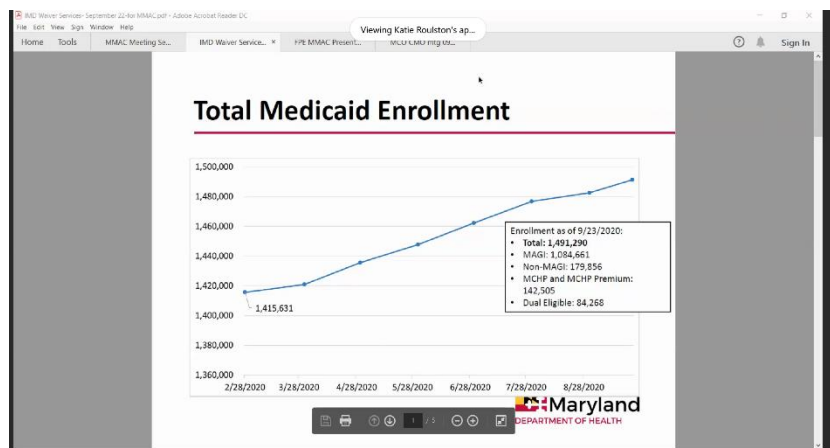 IMD Waiver Services- September 22-for MMAC.pdf - Adobe Acrobat Reader DC
File Edit View Sign Window Help
Viewing Katie Roulston's ap...
Home Tools MMAC Meeting Se... IMD Waiver Service... × FPE MMAC Present... MCO CMO mtg 09... Sign In
Total Medicaid Enrollment
1,500,000
1,480,000
1,460,000
1,440,000
1,420,000
1,400,000
1,380,000
1,360,000
1,415,631
Enrollment as of 9/23/2020:
• Total: 1,491,290
• MAGI: 1,084,661
• Non-MAGI: 179,856
• MCHP and MCHP Premium:
142,505
• Dual Eligible: 84,268
2/28/2020 3/28/2020 4/28/2020 5/28/2020 6/28/2020 7/28/2020 8/28/2020
Maryland
DEPARTMENT OF HEALTH
1 / 5